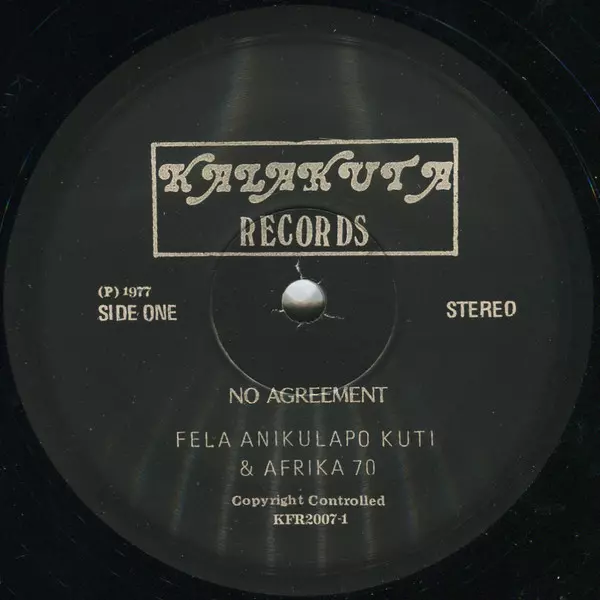 KALAKUTA
RECORDS
(P) 1977
SIDE ONE
STEREO
NO AGREEMENT
FELA ANIKULAPO KUTI
& AFRIKA 70
Copyright Controlled
KFR2007-1